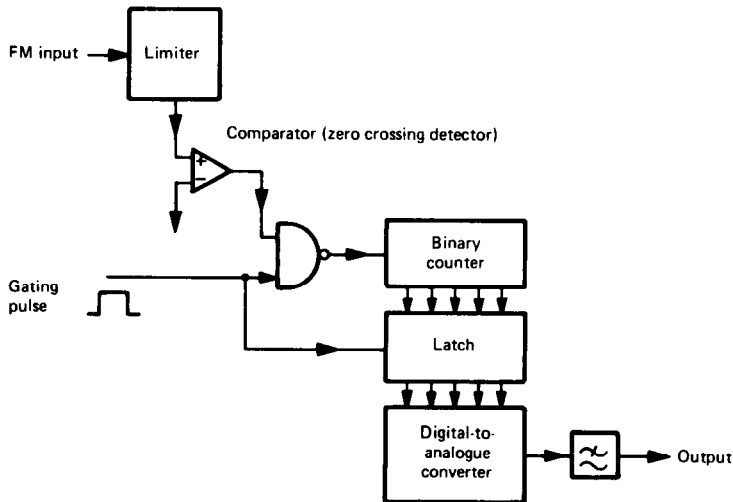 FM input
Limiter
Comparator (zero crossing detector)
+
−
Gating
pulse
Binary
counter
Latch
Digital-to-
analogue
converter
Output